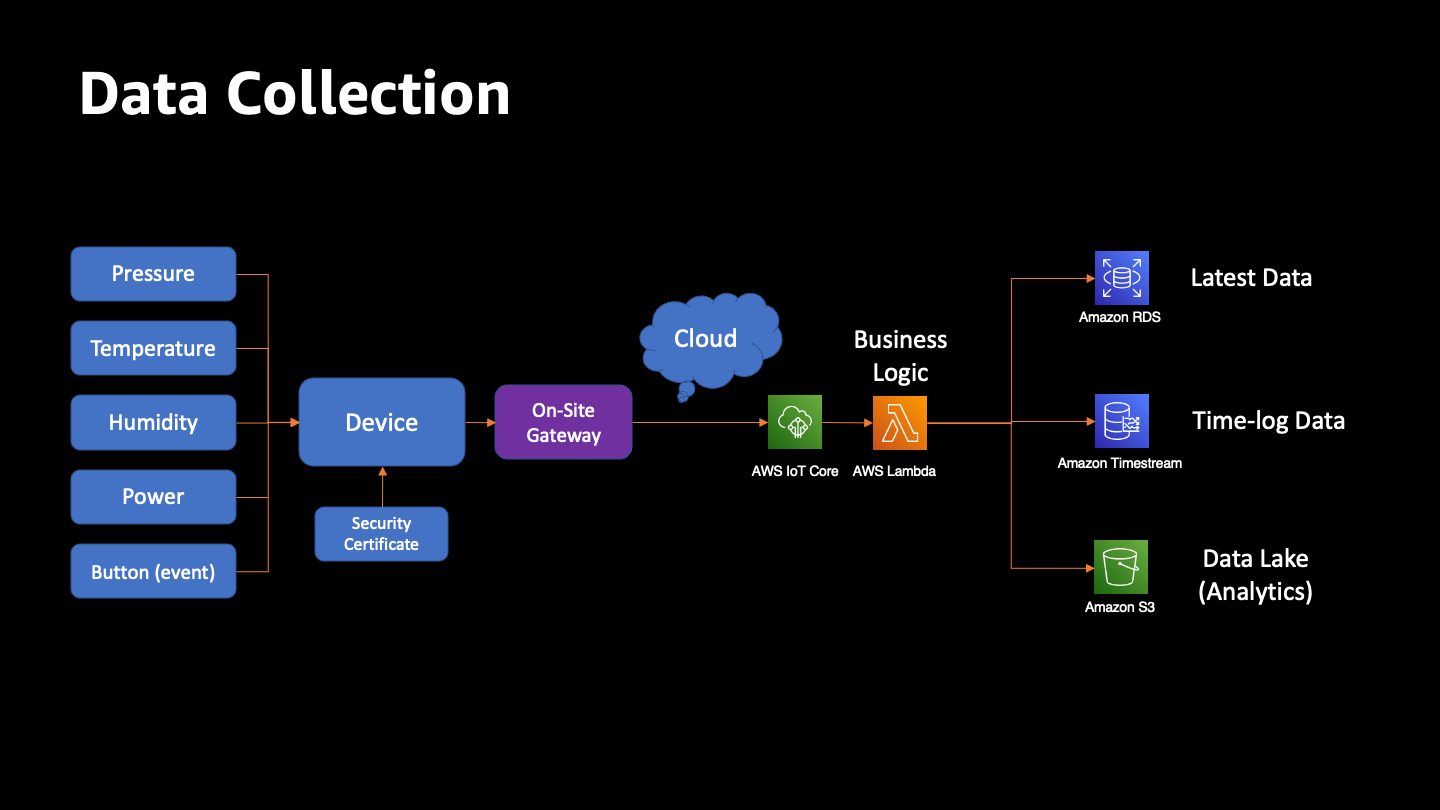 Data Collection
Pressure
Temperature
Humidity
Power
Button (event)
Device
Security
Certificate
On-Site
Gateway
Cloud
AWS IoT Core
Business
Logic
AWS Lambda
Amazon RDS
Latest Data
Amazon Timestream
Time-log Data
Amazon S3
Data Lake
(Analytics)